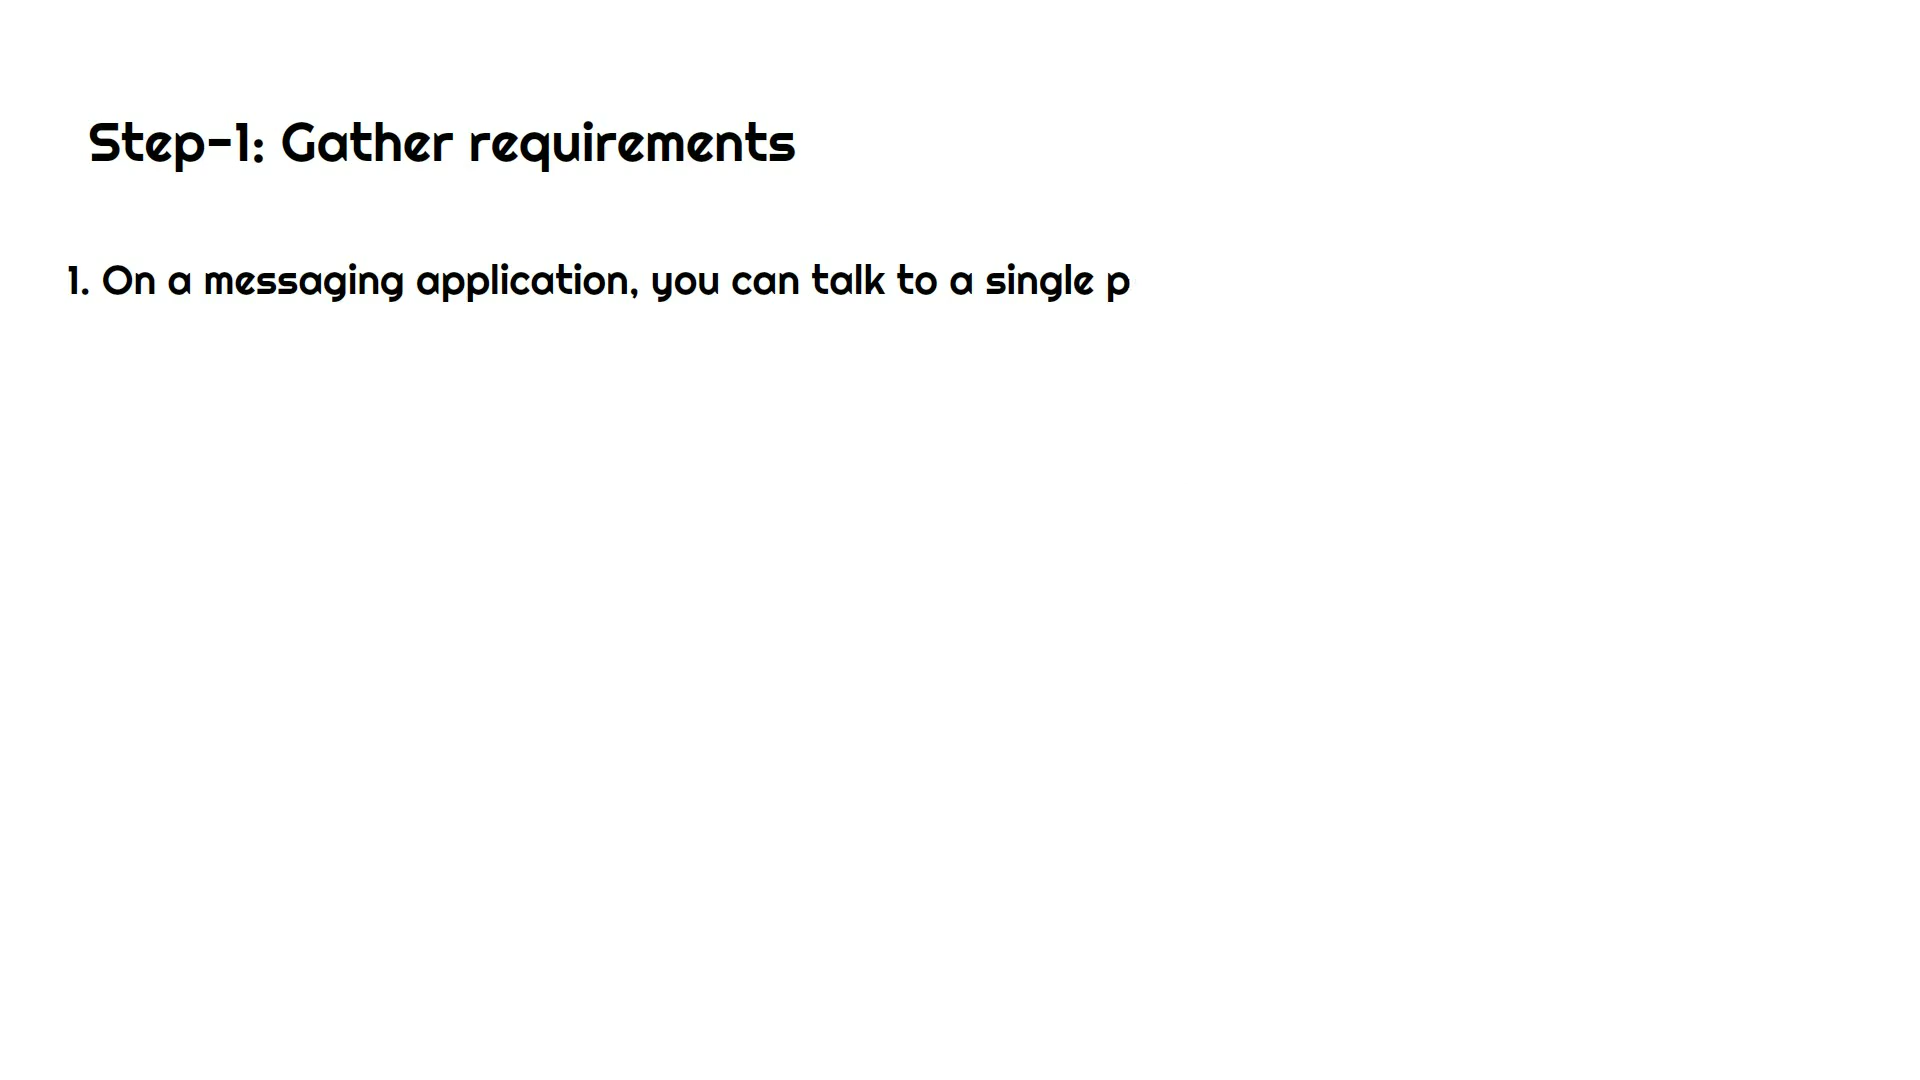 Step-1: Gather requirements
1. On a messaging application, you can talk to a single p